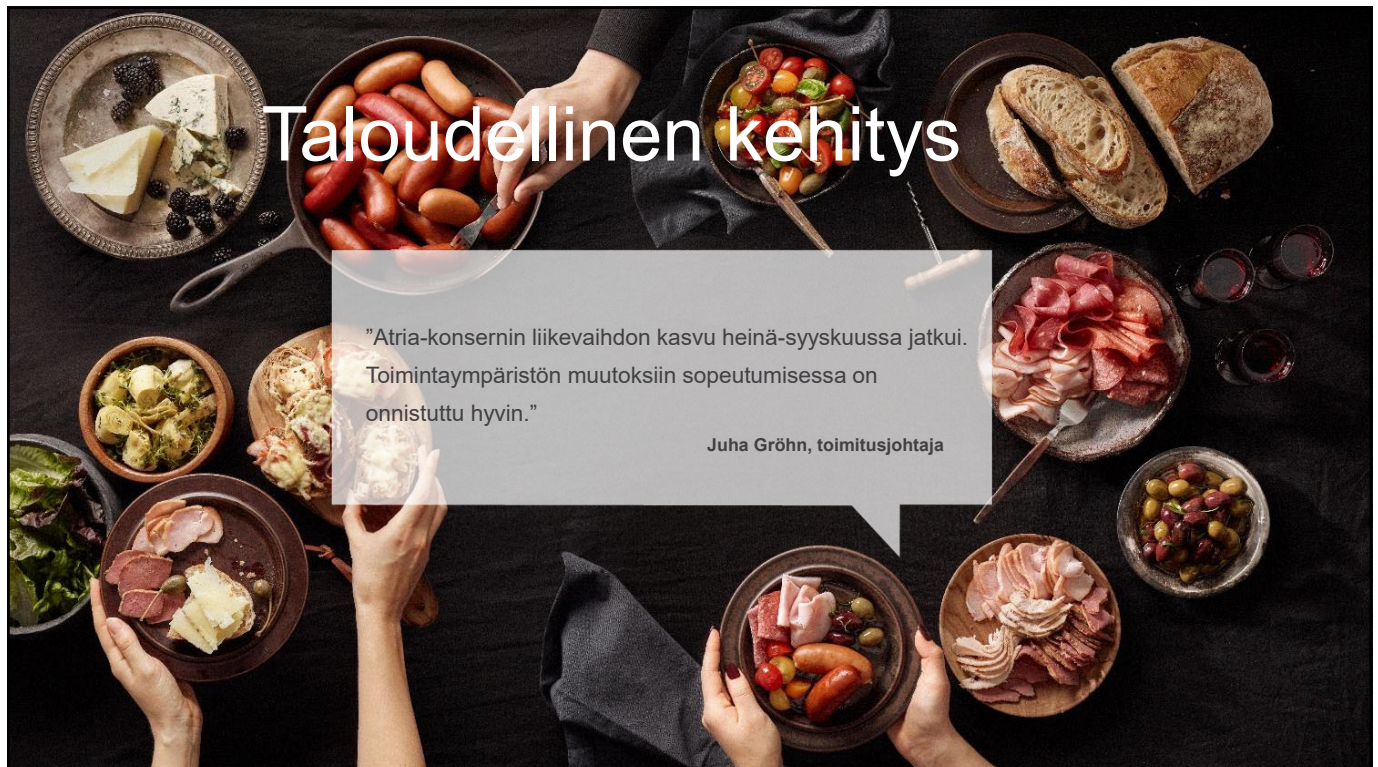 Taloudellinen kehitys
”Atria-konsernin liikevaihdon kasvu heinä-syyskuussa jatkui.
Toimintaympäristön muutoksiin sopeutumisessa on
onnistuttu hyvin.”
Juha Gröhn, toimitusjohtaja